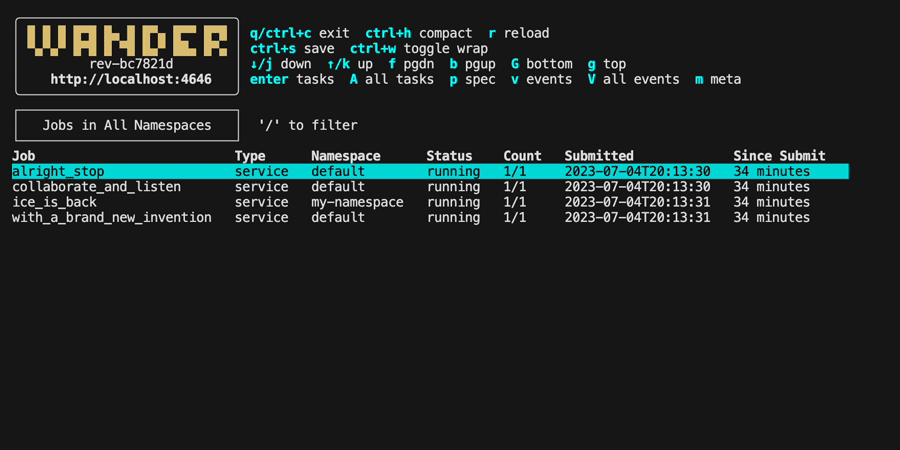 WANDER
rev-bc7821d
http://localhost:4646
q/ctrl+c exit  ctrl+h compact  r reload
ctrl+s save  ctrl+w toggle wrap
↓/j down  ↑/k up  f pgdn  b pgup  G bottom  g top
enter tasks  A all tasks  p spec  v events  V all events  m meta
Jobs in All Namespaces  '/' to filter
Job  Type  Namespace  Status  Count  Submitted  Since Submit
alright_stop  service  default  running  1/1  2023-07-04T20:13:30  34 minutes
collaborate_and_listen  service  default  running  1/1  2023-07-04T20:13:30  34 minutes
ice_is_back  service  my-namespace  running  1/1  2023-07-04T20:13:31  34 minutes
with_a_brand_new_invention  service  default  running  1/1  2023-07-04T20:13:31  34 minutes